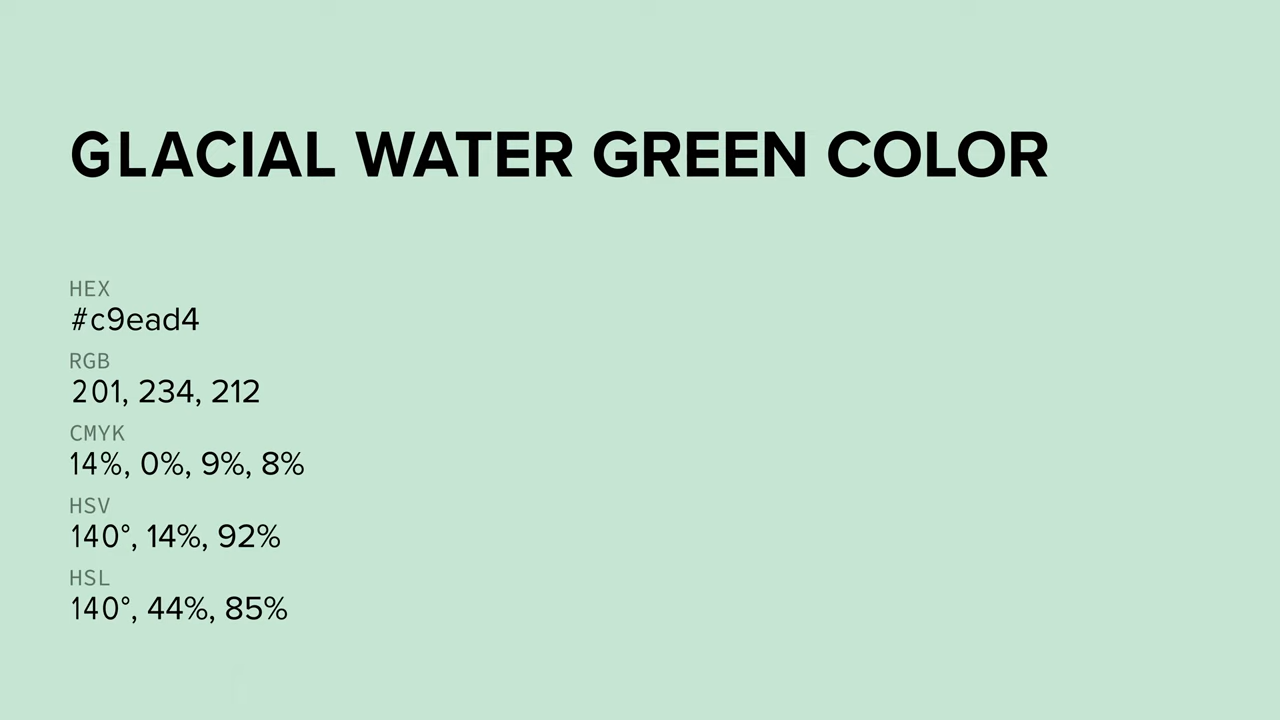 GLACIAL WATER GREEN COLOR
HEX
#c9ead4
RGB
201, 234, 212
CMYK
14%, 0%, 9%, 8%
HSV
140°, 14%, 92%
HSL
140°, 44%, 85%